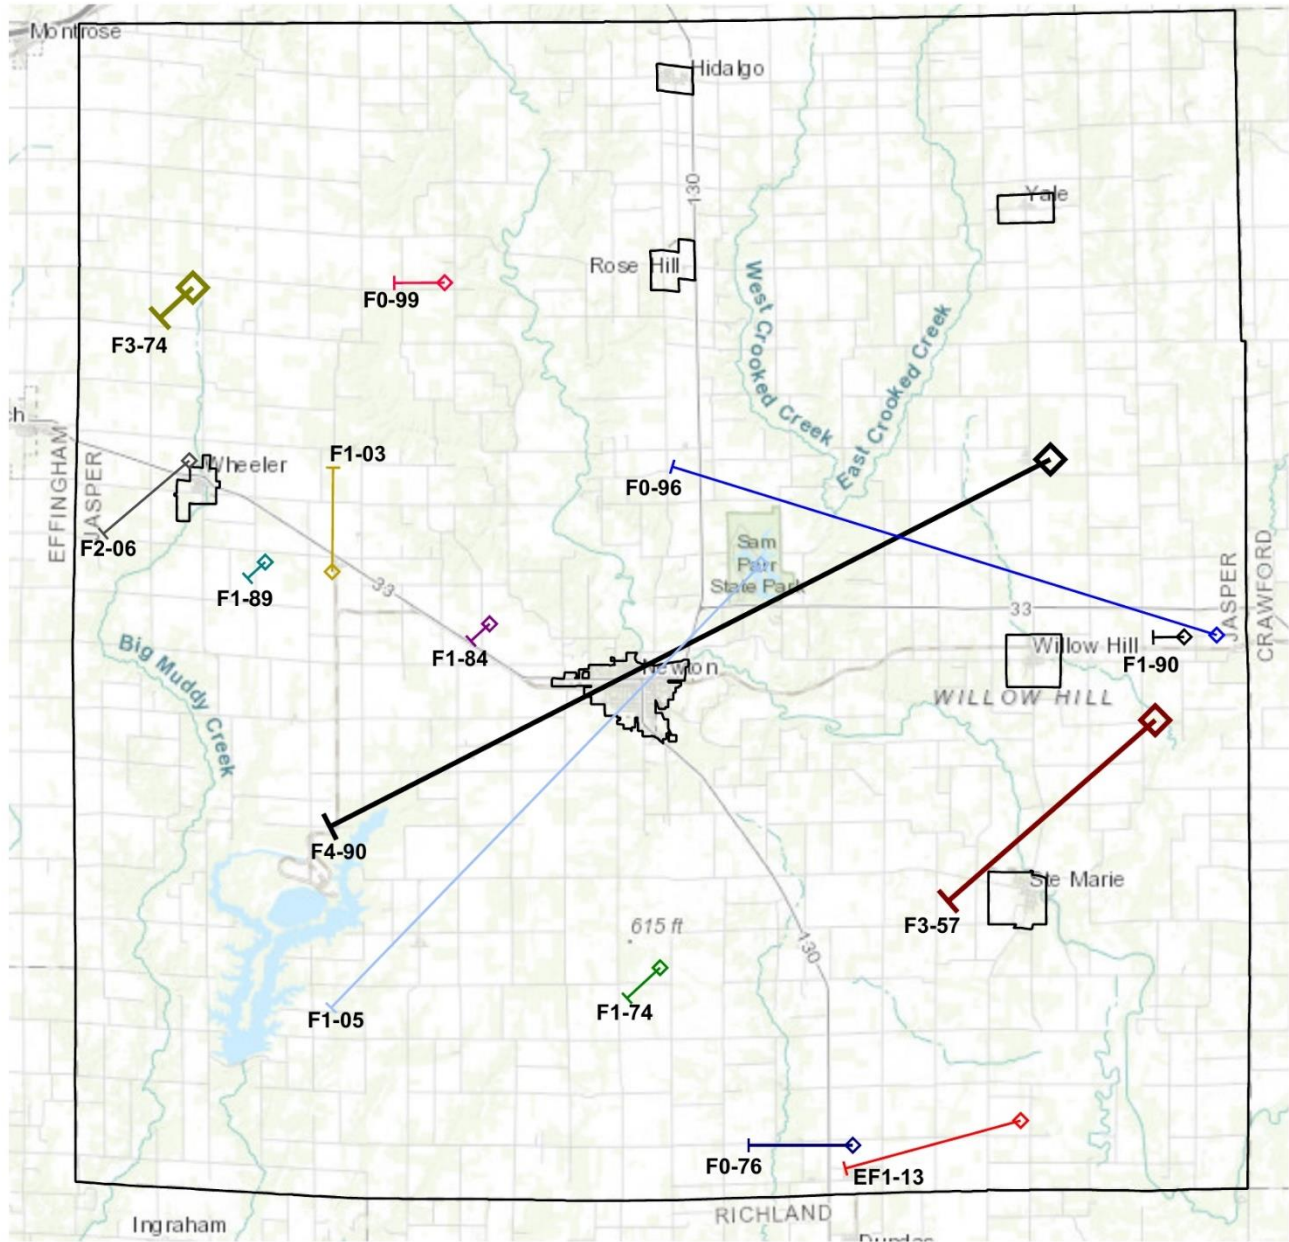 Montrose
Hidalgo
130
Yale
Rose Hill
West Crooked Creek
East Crooked Creek
F0-99
F3-74
ch
F1-03
Wheeler
F0-96
EFFINGHAM
JASPER
F2-06
F1-89
33
Sam
Parr
State Park
33
JASPER
CRAWFORD
F1-84
Willow Hill
F1-90
Newton
WILLOW HILL
Big Muddy Creek
F4-90
Ste Marie
F3-57
615 ft
130
F1-74
F1-05
F0-76
EF1-13
RICHLAND
Ingraham
Dundas